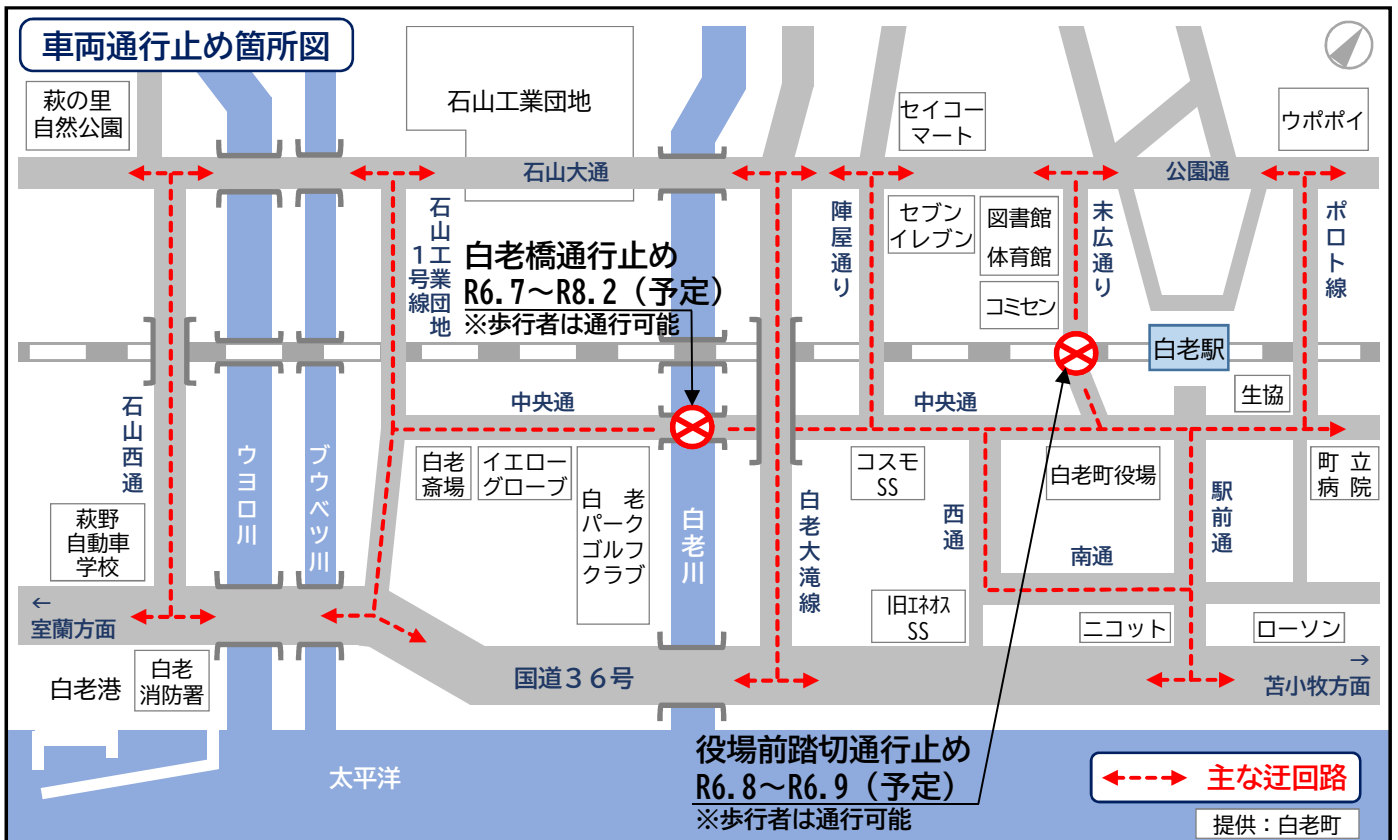 車両通行止め箇所図
萩の里
自然公園
石山工業団地
セイコー
マート
ウポポイ
石山大通
公園通
石山工業団地
1号線
陣屋通り
セブン
イレブン
図書館
体育館
コミセン
末広通り
ポロト線
白老橋通行止め
R6.7～R8.2（予定）
※歩行者は通行可能
白老駅
生協
中央通
中央通
石山西通
ウヨロ川
ブウベツ川
白老
斎場
イエロー
グローブ
白老
パーク
ゴルフ
クラブ
白老川
白老大滝線
コスモ
SS
西通
白老町役場
駅前通
町立
病院
萩野
自動車
学校
南通
旧エネオス
SS
ニコット
ローソン
←
室蘭方面
国道３６号
→
苫小牧方面
白老港
白老
消防署
太平洋
役場前踏切通行止め
R6.8～R6.9（予定）
※歩行者は通行可能
主な迂回路
提供：白老町